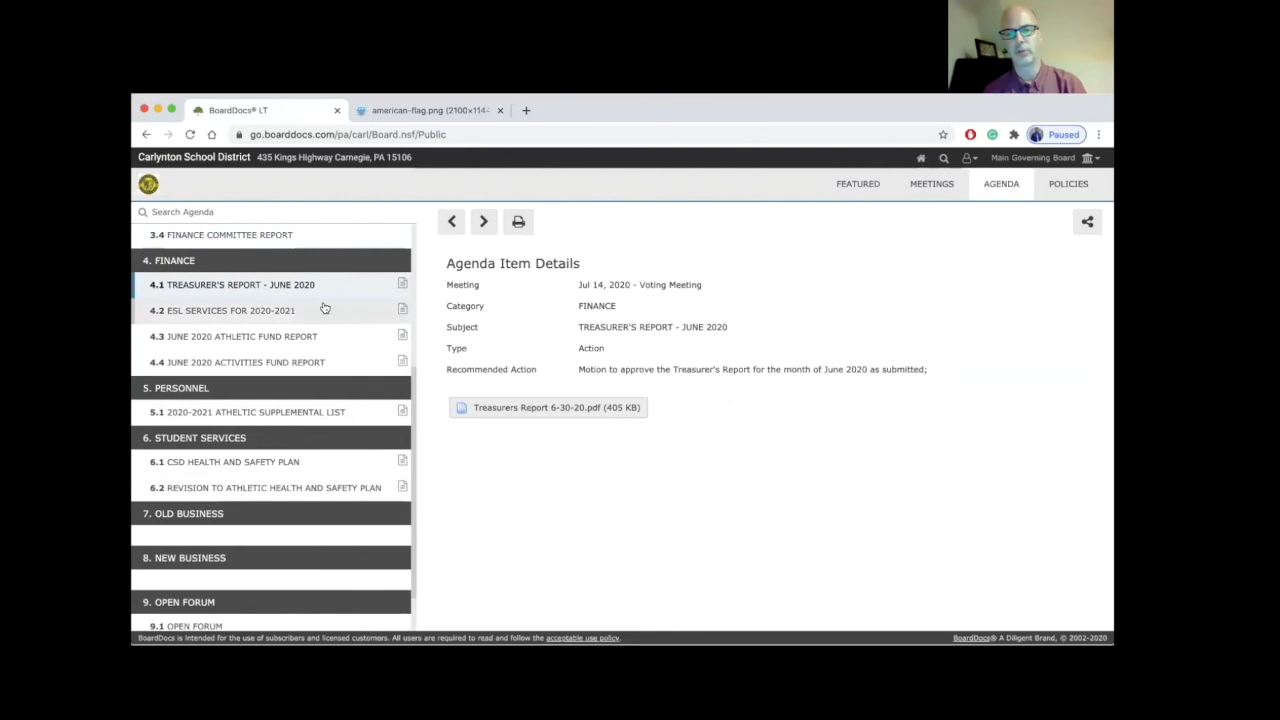 BoardDocs® LT
american-flag.png (2100×114
go.boarddocs.com/pa/carl/Board.nsf/Public
Paused
Carlynton School District 435 Kings Highway Carnegie, PA 15106
Main Governing Board
FEATURED MEETINGS AGENDA POLICIES
Search Agenda
3.4 FINANCE COMMITTEE REPORT
4. FINANCE
4.1 TREASURER'S REPORT - JUNE 2020
4.2 ESL SERVICES FOR 2020-2021
4.3 JUNE 2020 ATHLETIC FUND REPORT
4.4 JUNE 2020 ACTIVITIES FUND REPORT
5. PERSONNEL
5.1 2020-2021 ATHELTIC SUPPLEMENTAL LIST
6. STUDENT SERVICES
6.1 CSD HEALTH AND SAFETY PLAN
6.2 REVISION TO ATHLETIC HEALTH AND SAFETY PLAN
7. OLD BUSINESS
8. NEW BUSINESS
9. OPEN FORUM
9.1 OPEN FORUM
Agenda Item Details
Meeting Jul 14, 2020 - Voting Meeting
Category FINANCE
Subject TREASURER'S REPORT - JUNE 2020
Type Action
Recommended Action Motion to approve the Treasurer's Report for the month of June 2020 as submitted;
Treasurers Report 6-30-20.pdf (405 KB)
BoardDocs is intended for the use of subscribers and licensed customers. All users are required to read and follow the acceptable use policy.
BoardDocs® A Diligent Brand, © 2002-2020